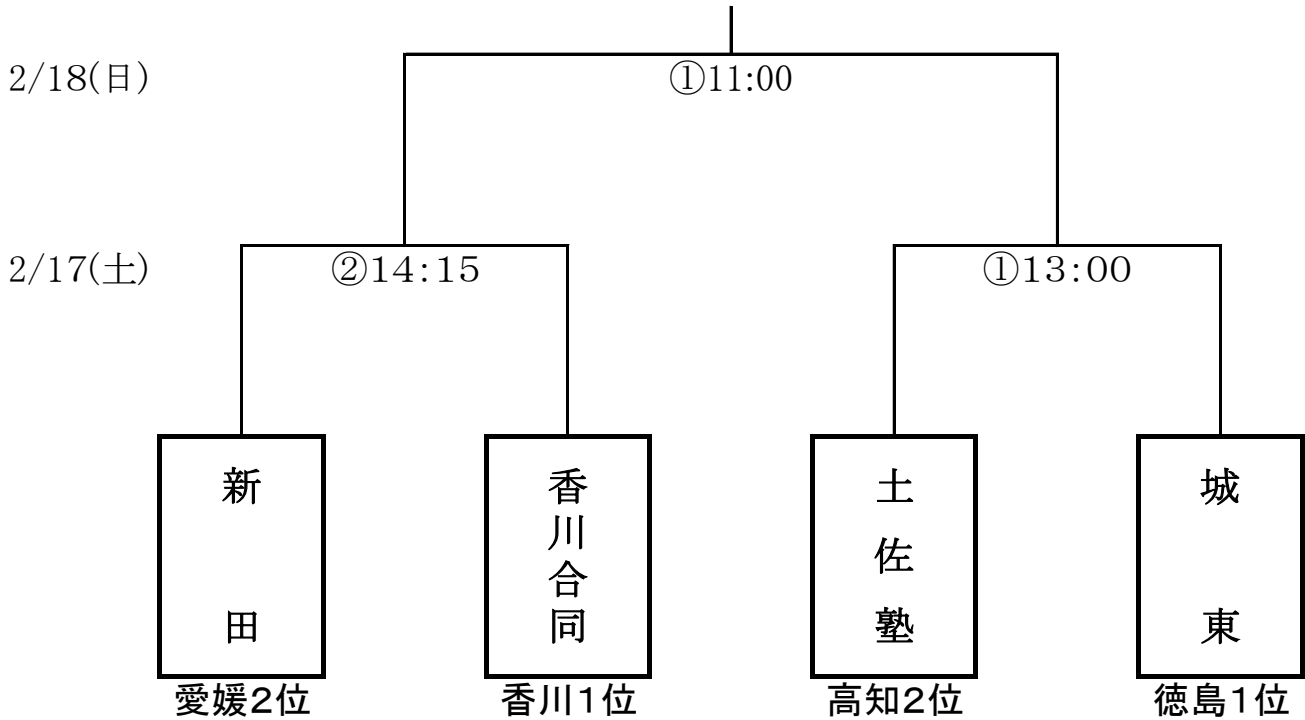 2/18(日)
①11:00
2/17(土)
②14:15
①13:00
新田
香川合同
土佐塾
城東
愛媛2位
香川1位
高知2位
徳島1位